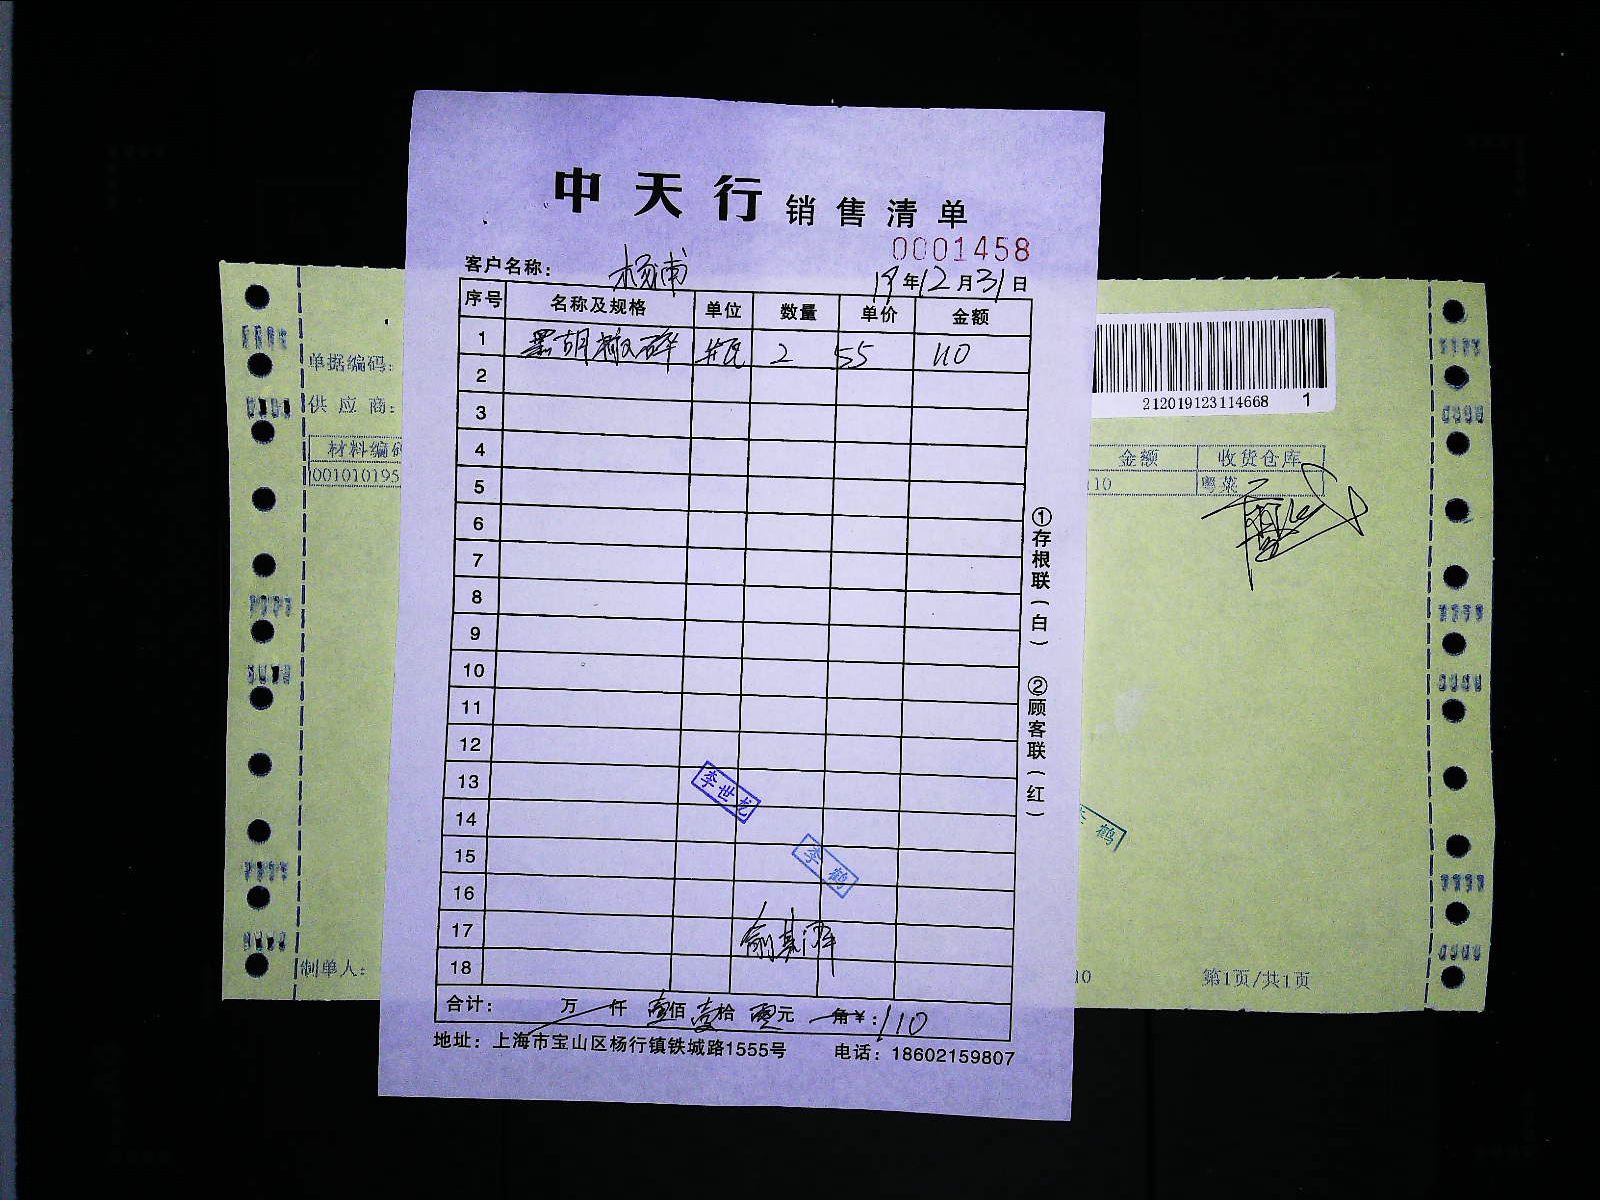 中天行 销售清单
0001458
客户名称： 杨浦 19年12月31日
序号 名称及规格 单位 数量 单价 金额
1 黑胡椒碎 瓶 2 55 110
2
3
4
5
6
7
8
9
10
11
12
13
14
15
16
17
18
李世龙
李鹤
合计： 万 仟 壹佰 壹拾 零元 角￥：110
地址：上海市宝山区杨行镇铁城路1555号 电话：18602159807
①存根联（白） ②顾客联（红）
单据编码：
供应商：
材料编码
001010195
制单人：
212019123114668 1
金额 收货仓库
110 粤菜
鹤
10 第1页/共1页